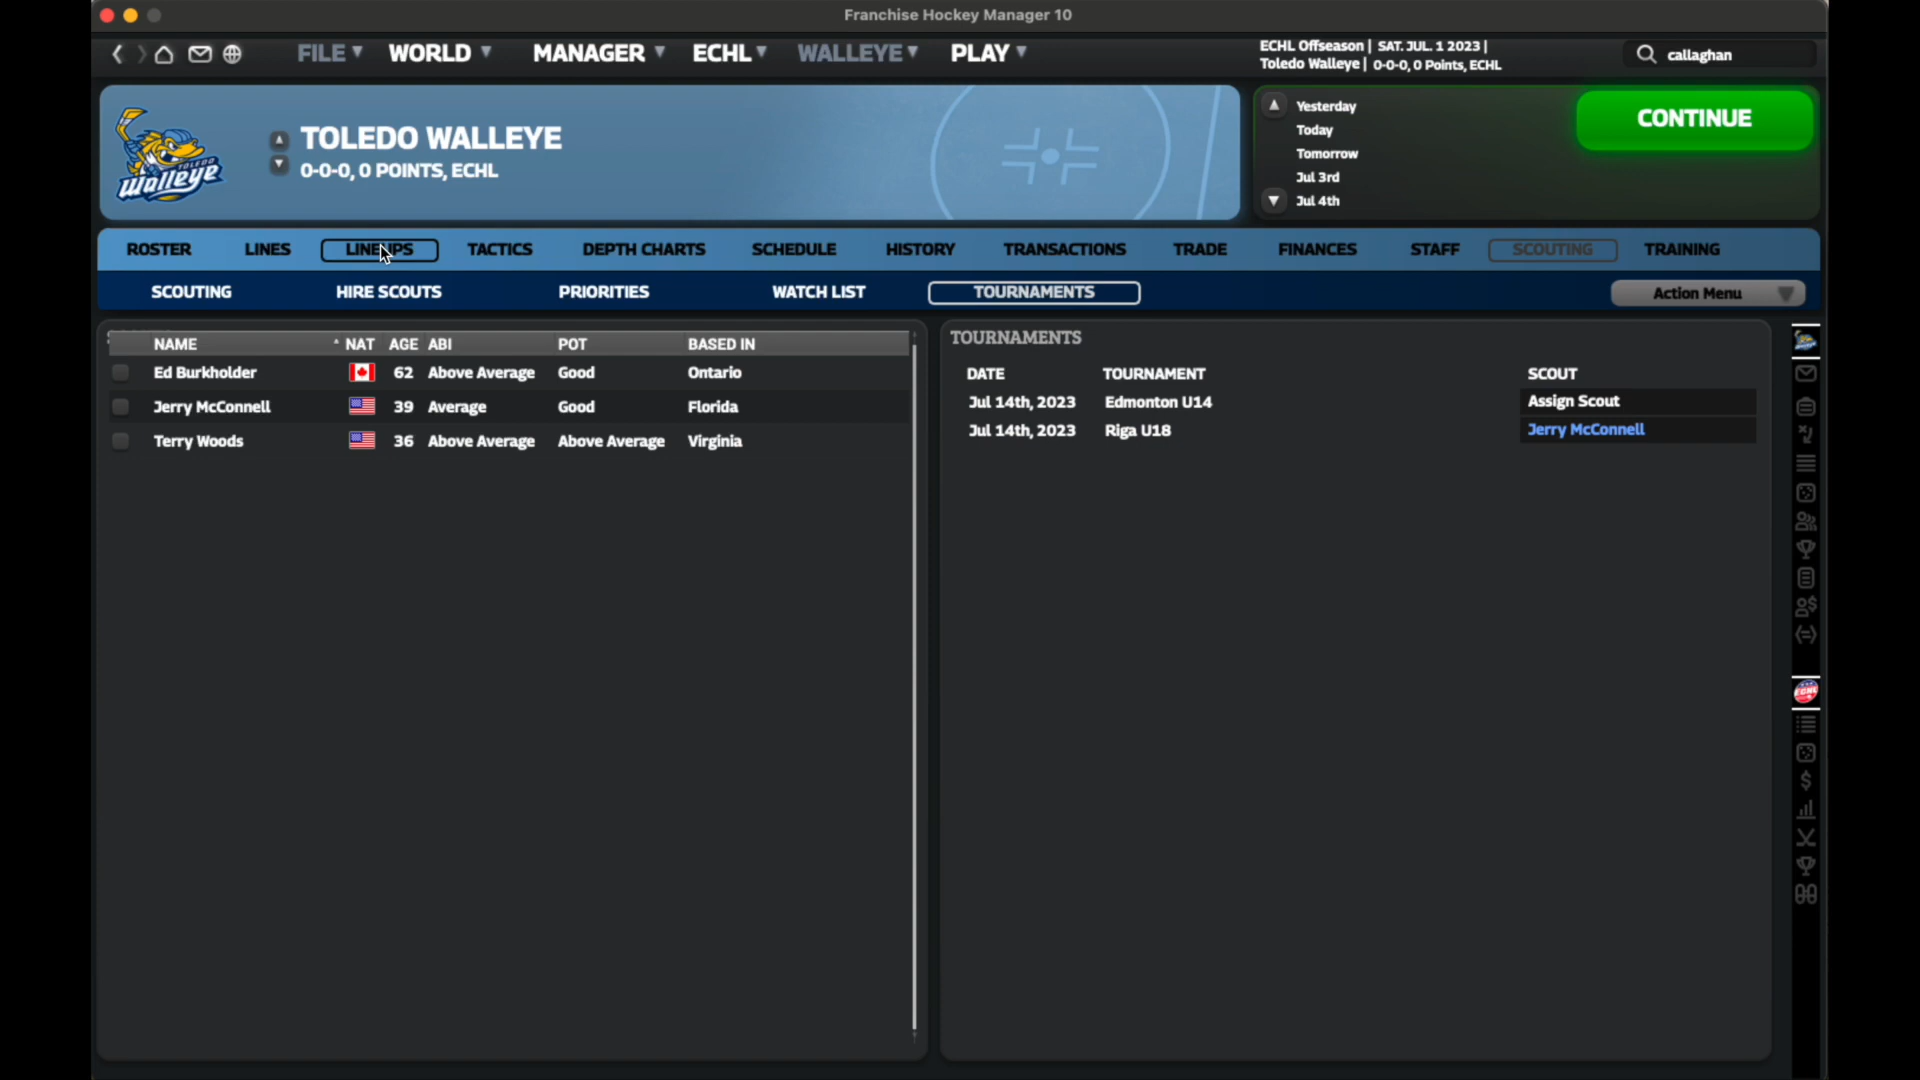 Franchise Hockey Manager 10
FILE WORLD MANAGER ECHL WALLEYE PLAY
ECHL Offseason | SAT. JUL. 1 2023 |
Toledo Walleye | 0-0-0, 0 Points, ECHL
callaghan
TOLEDO WALLEYE
0-0-0, 0 POINTS, ECHL
TOLEDO
Walleye
Yesterday
Today
Tomorrow
Jul 3rd
Jul 4th
CONTINUE
ROSTER LINES LINEUPS TACTICS DEPTH CHARTS SCHEDULE HISTORY TRANSACTIONS TRADE FINANCES STAFF SCOUTING TRAINING
SCOUTING HIRE SCOUTS PRIORITIES WATCH LIST TOURNAMENTS Action Menu
NAME NAT AGE ABI POT BASED IN
Ed Burkholder 62 Above Average Good Ontario
Jerry McConnell 39 Average Good Florida
Terry Woods 36 Above Average Above Average Virginia
TOURNAMENTS
DATE TOURNAMENT SCOUT
Jul 14th, 2023 Edmonton U14 Assign Scout
Jul 14th, 2023 Riga U18 Jerry McConnell
ECHL